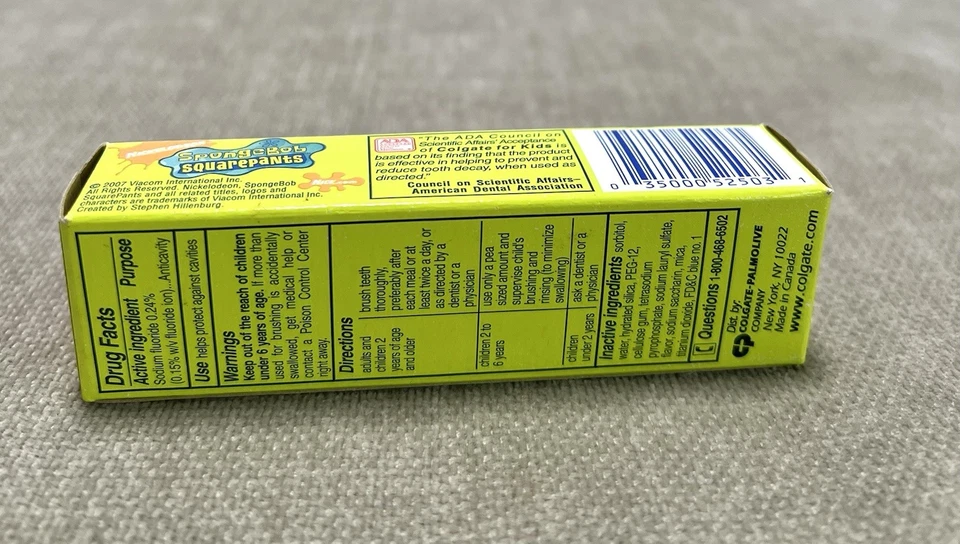 NICKELODEON
SpongeBob
SQUAREPANTS
© 2007 Viacom International Inc.
All Rights Reserved. Nickelodeon, SpongeBob
SquarePants and all related titles, logos and
characters are trademarks of Viacom International Inc.
Created by Stephen Hillenburg.
ADA
"The ADA Council on
Scientific Affairs' Acceptance
of Colgate for Kids is
based on its finding that the product
is effective in helping to prevent and
reduce tooth decay, when used as
directed."
Council on Scientific Affairs–
American Dental Association
0 35000 52503 1
Drug Facts
Active Ingredient Purpose
Sodium fluoride 0.24%
(0.15% w/v fluoride ion)...Anticavity
Use helps protect against cavities
Warnings
Keep out of the reach of children
under 6 years of age. If more than
used for brushing is accidentally
swallowed, get medical help or
contact a Poison Control Center
right away.
Directions
adults and
children 2
years of age
and older
brush teeth
thoroughly,
preferably after
each meal or at
least twice a day, or
as directed by a
dentist or a
physician
children 2 to
6 years
use only a pea
sized amount and
supervise child's
brushing and
rinsing (to minimize
swallowing)
children
under 2 years
ask a dentist or a
physician
Inactive ingredients sorbitol,
water, hydrated silica, PEG-12,
cellulose gum, tetrasodium
pyrophosphate, sodium lauryl sulfate,
flavor, sodium saccharin, mica,
titanium dioxide, FD&C blue no.1
Questions 1-800-468-6502
CP
Dist. by:
COLGATE-PALMOLIVE
COMPANY
New York, NY 10022
Made in Canada
www.colgate.com